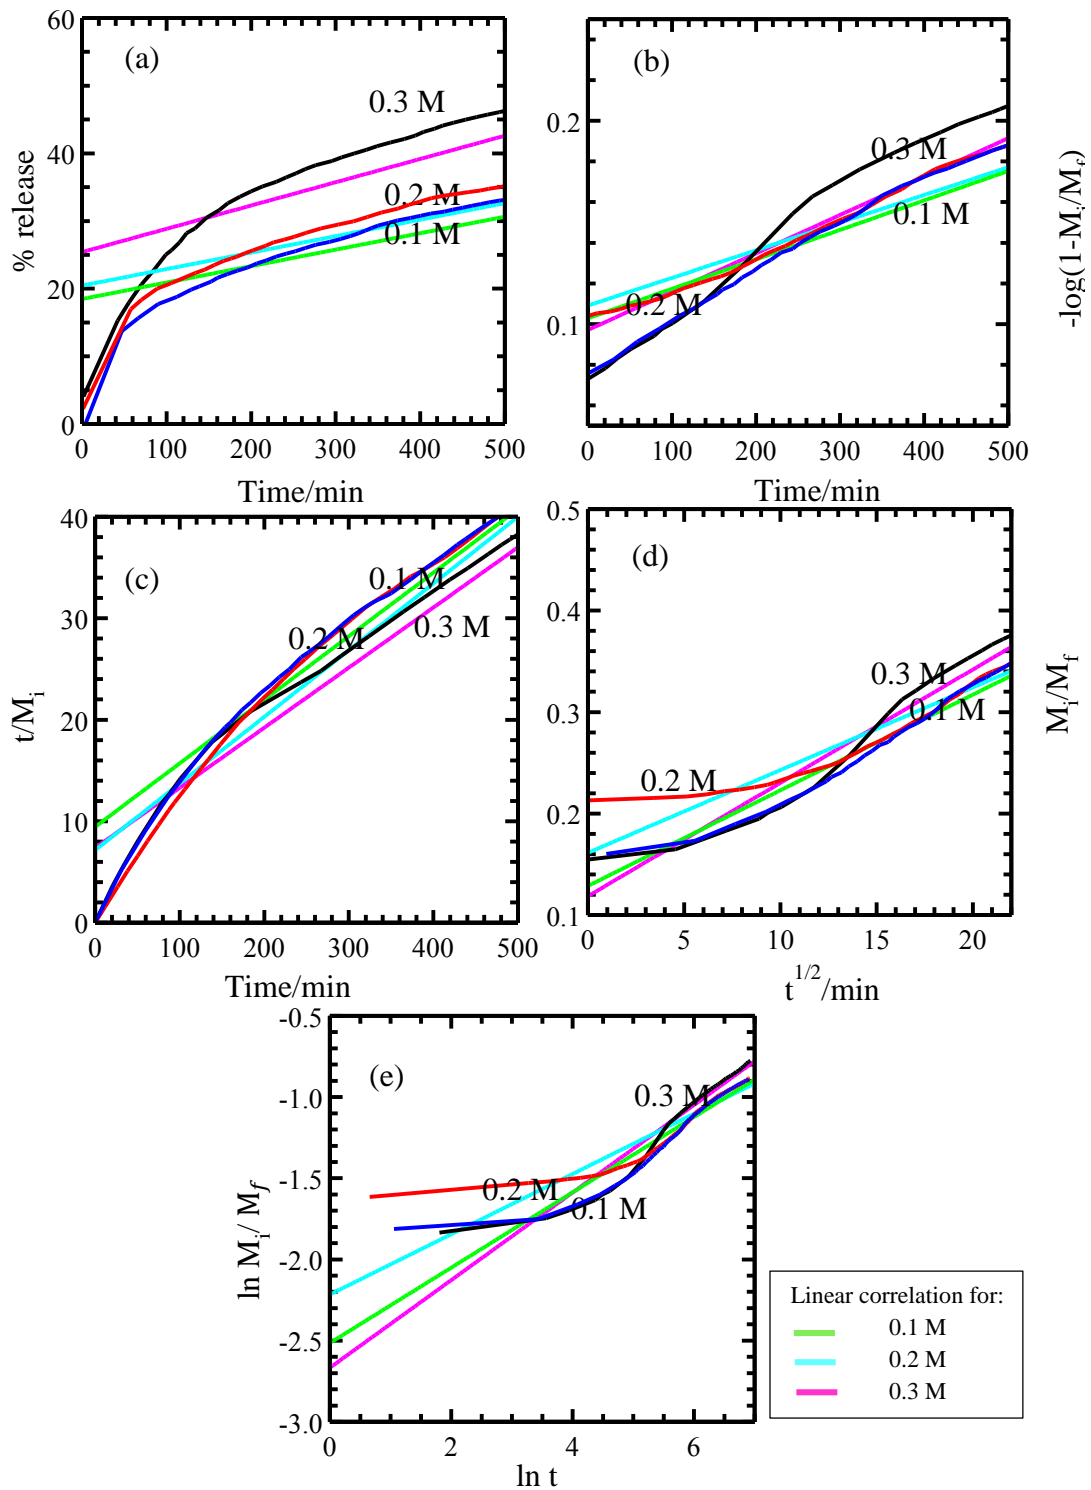 (a)
60
40
20
0
% release
0.3 M
0.2 M
0.1 M
0 100 200 300 400 500
Time/min
(b)
0.2
0.1
0.3 M
0.1 M
0.2 M
0 100 200 300 400 500
Time/min
-log(1-Mi/Mf)
(c)
40
30
20
10
0
t/Mi
0.1 M
0.2 M
0.3 M
0 100 200 300 400 500
Time/min
(d)
0.5
0.4
0.3
0.2
0.1
0.3 M
0.1 M
0.2 M
0 5 10 15 20
t1/2/min
Mi/Mf
(e)
-0.5
-1.0
-1.5
-2.0
-2.5
-3.0
ln Mi/ Mf
0.3 M
0.2 M
0.1 M
0 2 4 6
ln t
Linear correlation for:
0.1 M
0.2 M
0.3 M